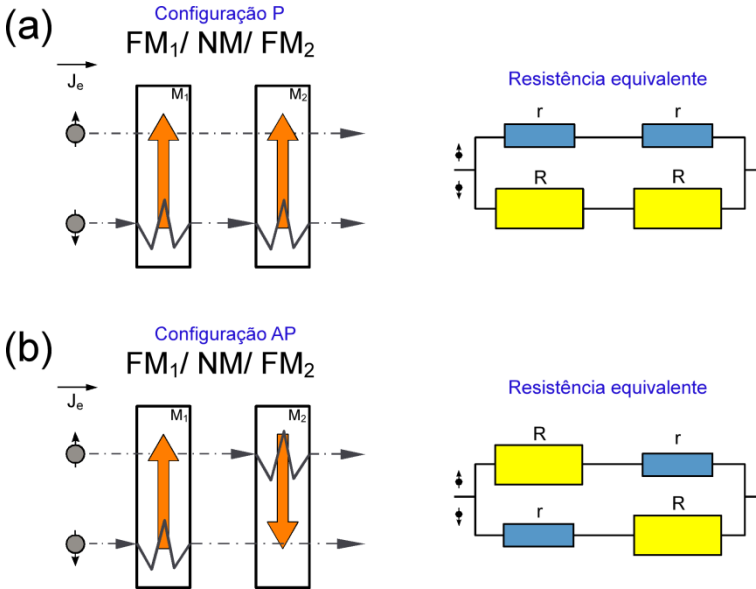 (a)
Configuração P
FM₁/ NM/ FM₂
Jₑ
M₁
M₂
Resistência equivalente
r
r
R
R
(b)
Configuração AP
FM₁/ NM/ FM₂
Jₑ
M₁
M₂
Resistência equivalente
R
r
r
R